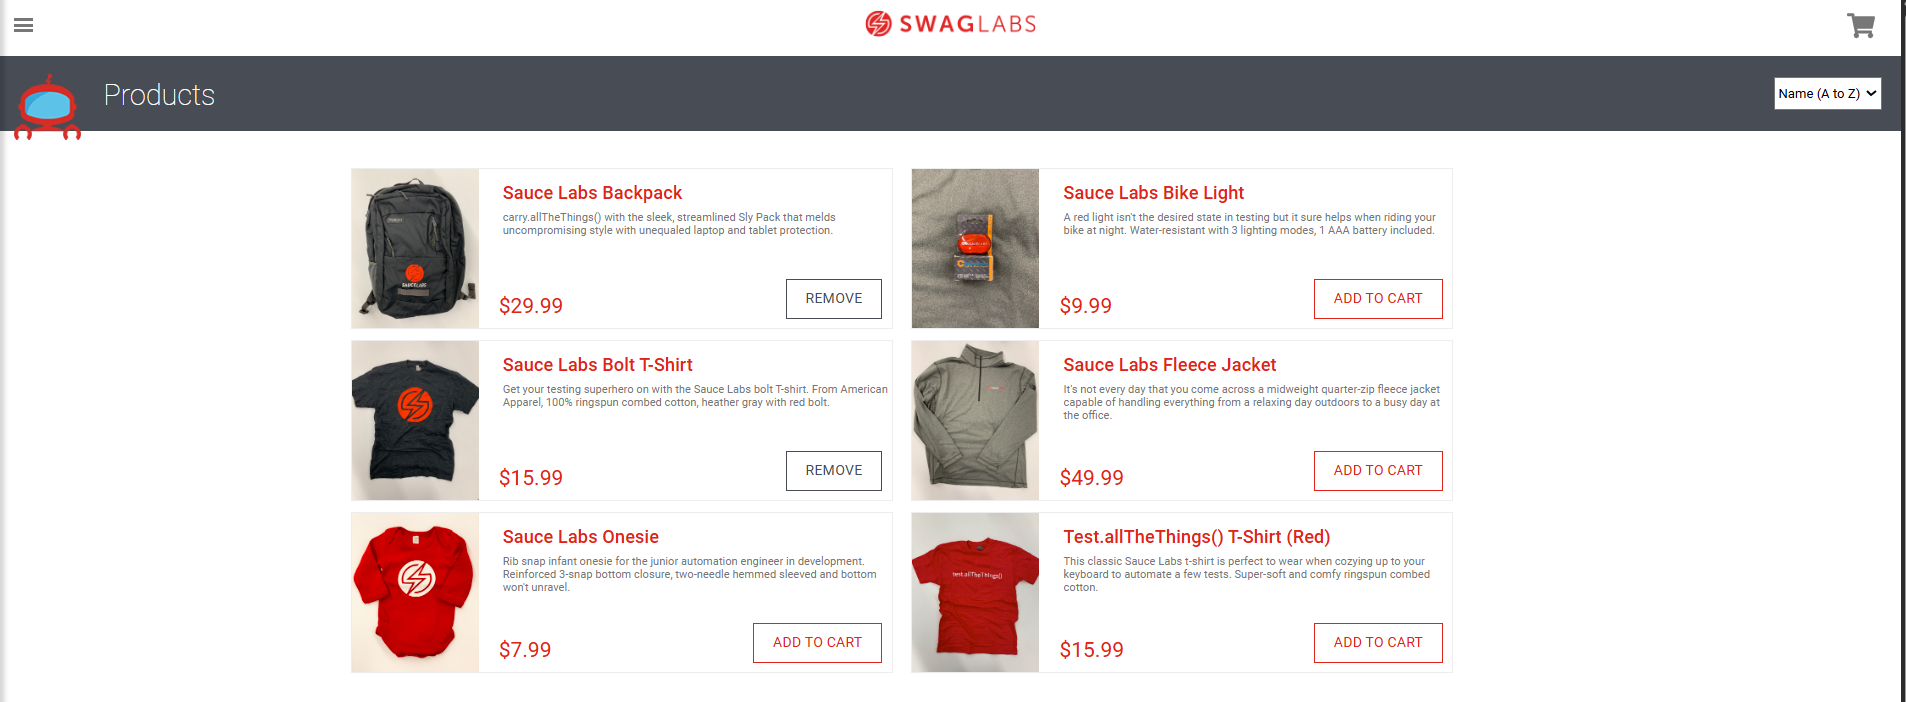 SWAGLABS
Products
Name (A to Z)
Sauce Labs Backpack
carry.allTheThings() with the sleek, streamlined Sly Pack that melds
uncompromising style with unequaled laptop and tablet protection.
$29.99
REMOVE
SAUCELABS
Sauce Labs Bike Light
A red light isn't the desired state in testing but it sure helps when riding your
bike at night. Water-resistant with 3 lighting modes, 1 AAA battery included.
$9.99
ADD TO CART
Sauce Labs Bolt T-Shirt
Get your testing superhero on with the Sauce Labs bolt T-shirt. From American
Apparel, 100% ringspun combed cotton, heather gray with red bolt.
$15.99
REMOVE
Sauce Labs Fleece Jacket
It's not every day that you come across a midweight quarter-zip fleece jacket
capable of handling everything from a relaxing day outdoors to a busy day at
the office.
$49.99
ADD TO CART
Sauce Labs Onesie
Rib snap infant onesie for the junior automation engineer in development.
Reinforced 3-snap bottom closure, two-needle hemmed sleeved and bottom
won't unravel.
$7.99
ADD TO CART
test.allTheThings()
Test.allTheThings() T-Shirt (Red)
This classic Sauce Labs t-shirt is perfect to wear when cozying up to your
keyboard to automate a few tests. Super-soft and comfy ringspun combed
cotton.
$15.99
ADD TO CART